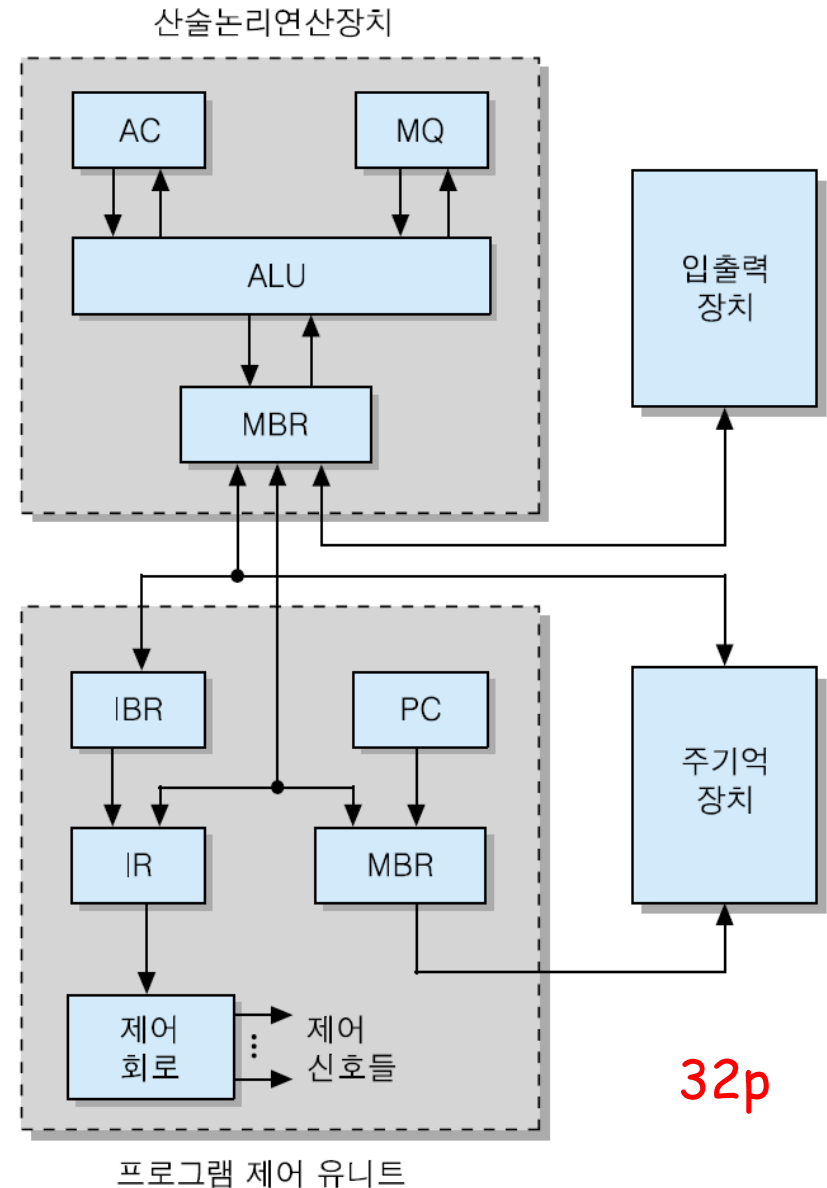 산술논리연산장치
AC
MQ
ALU
MBR
입출력
장치
IBR
PC
IR
MBR
주기억
장치
제어
회로
제어
신호들
32p
프로그램 제어 유니트